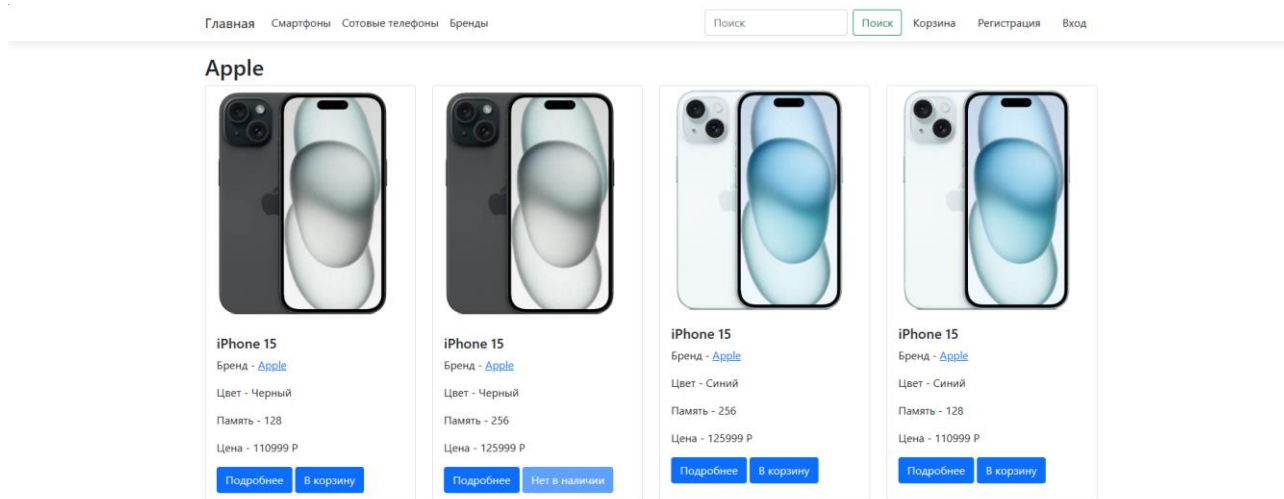 Главная Смартфоны Сотовые телефоны Бренды Поиск Поиск Корзина Регистрация Вход
Apple
iPhone 15
Бренд - Apple
Цвет - Черный
Память - 128
Цена - 110999 Р
Подробнее В корзину
iPhone 15
Бренд - Apple
Цвет - Черный
Память - 256
Цена - 125999 Р
Подробнее Нет в наличии
iPhone 15
Бренд - Apple
Цвет - Синий
Память - 256
Цена - 125999 Р
Подробнее В корзину
iPhone 15
Бренд - Apple
Цвет - Синий
Память - 128
Цена - 110999 Р
Подробнее В корзину